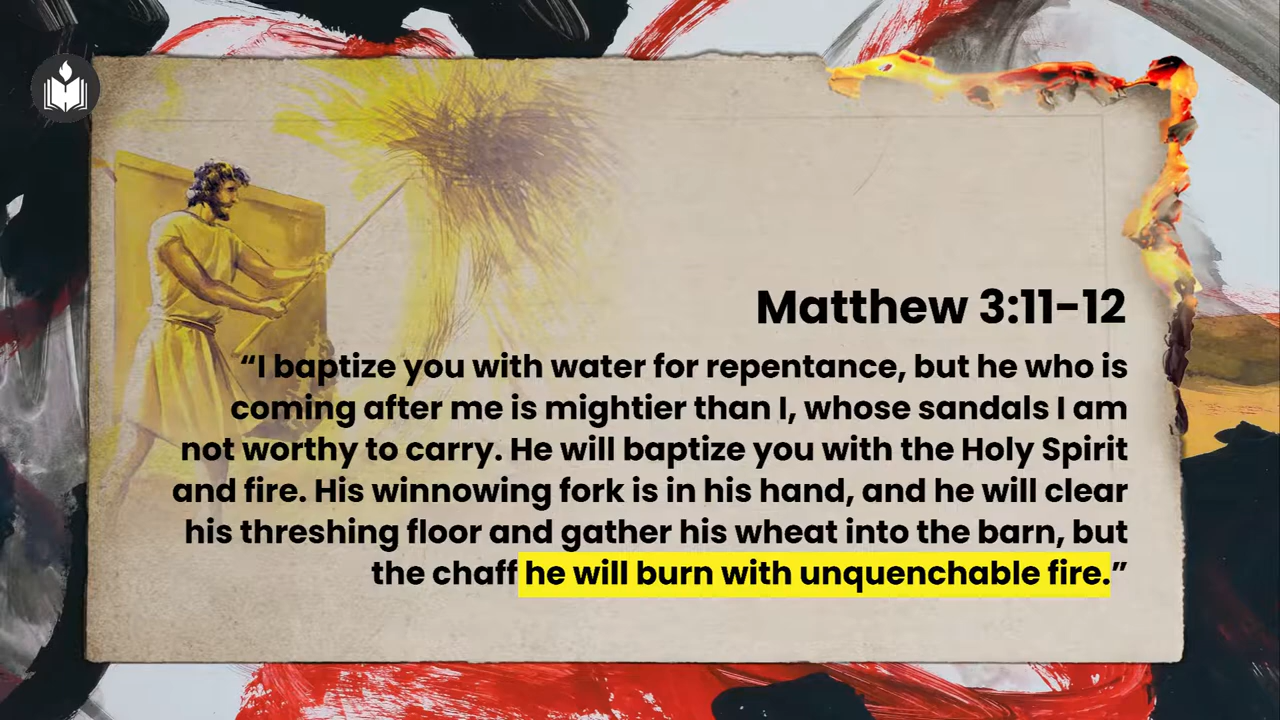 Matthew 3:11-12
“I baptize you with water for repentance, but he who is
coming after me is mightier than I, whose sandals I am
not worthy to carry. He will baptize you with the Holy Spirit
and fire. His winnowing fork is in his hand, and he will clear
his threshing floor and gather his wheat into the barn, but
the chaff he will burn with unquenchable fire.”